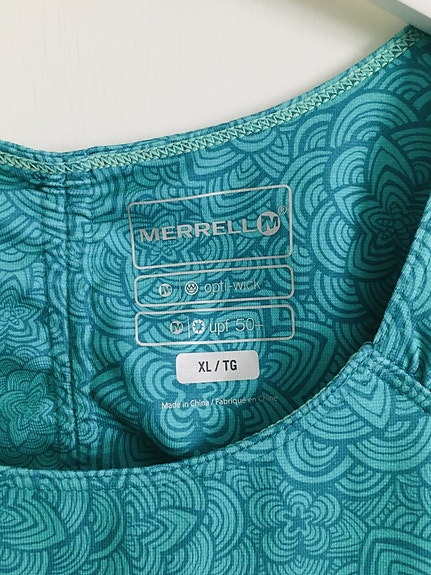 MERRELL M ®
M opti-wick
M upf 50+
XL / TG
Made in China / Fabriqué en Chine